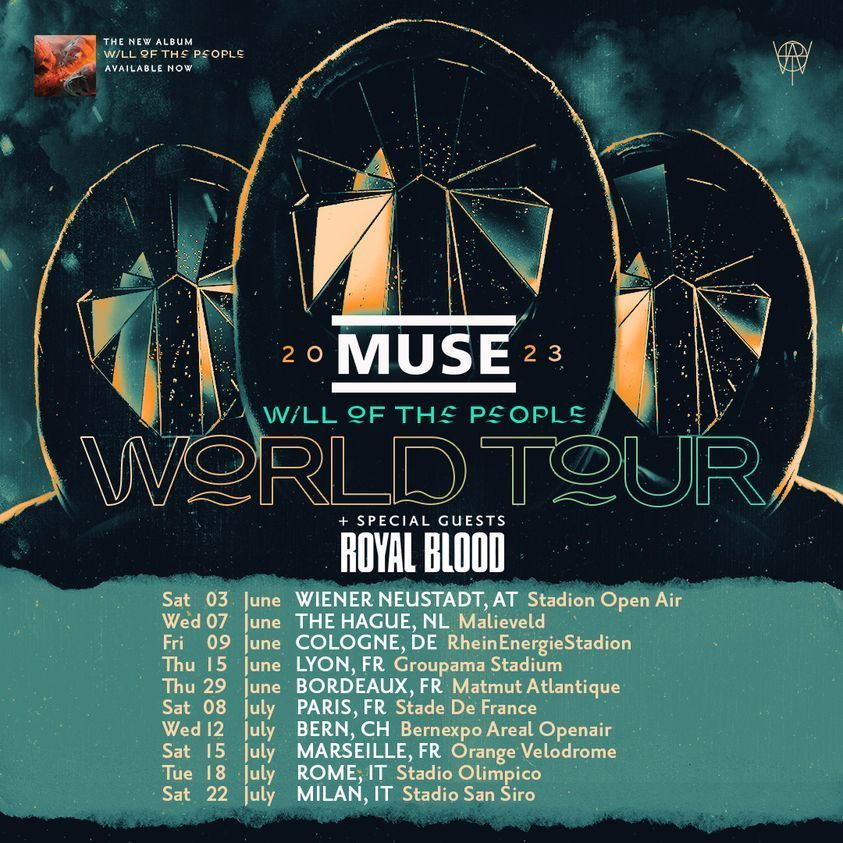 THE NEW ALBUM
WILL OF THE PEOPLE
AVAILABLE NOW
20 MUSE 23
WILL OF THE PEOPLE
WORLD TOUR
+ SPECIAL GUESTS
ROYAL BLOOD
Sat 03 June WIENER NEUSTADT, AT Stadion Open Air
Wed 07 June THE HAGUE, NL Malieveld
Fri 09 June COLOGNE, DE RheinEnergieStadion
Thu 15 June LYON, FR Groupama Stadium
Thu 29 June BORDEAUX, FR Matmut Atlantique
Sat 08 July PARIS, FR Stade De France
Wed 12 July BERN, CH Bernexpo Areal Openair
Sat 15 July MARSEILLE, FR Orange Velodrome
Tue 18 July ROME, IT Stadio Olimpico
Sat 22 July MILAN, IT Stadio San Siro